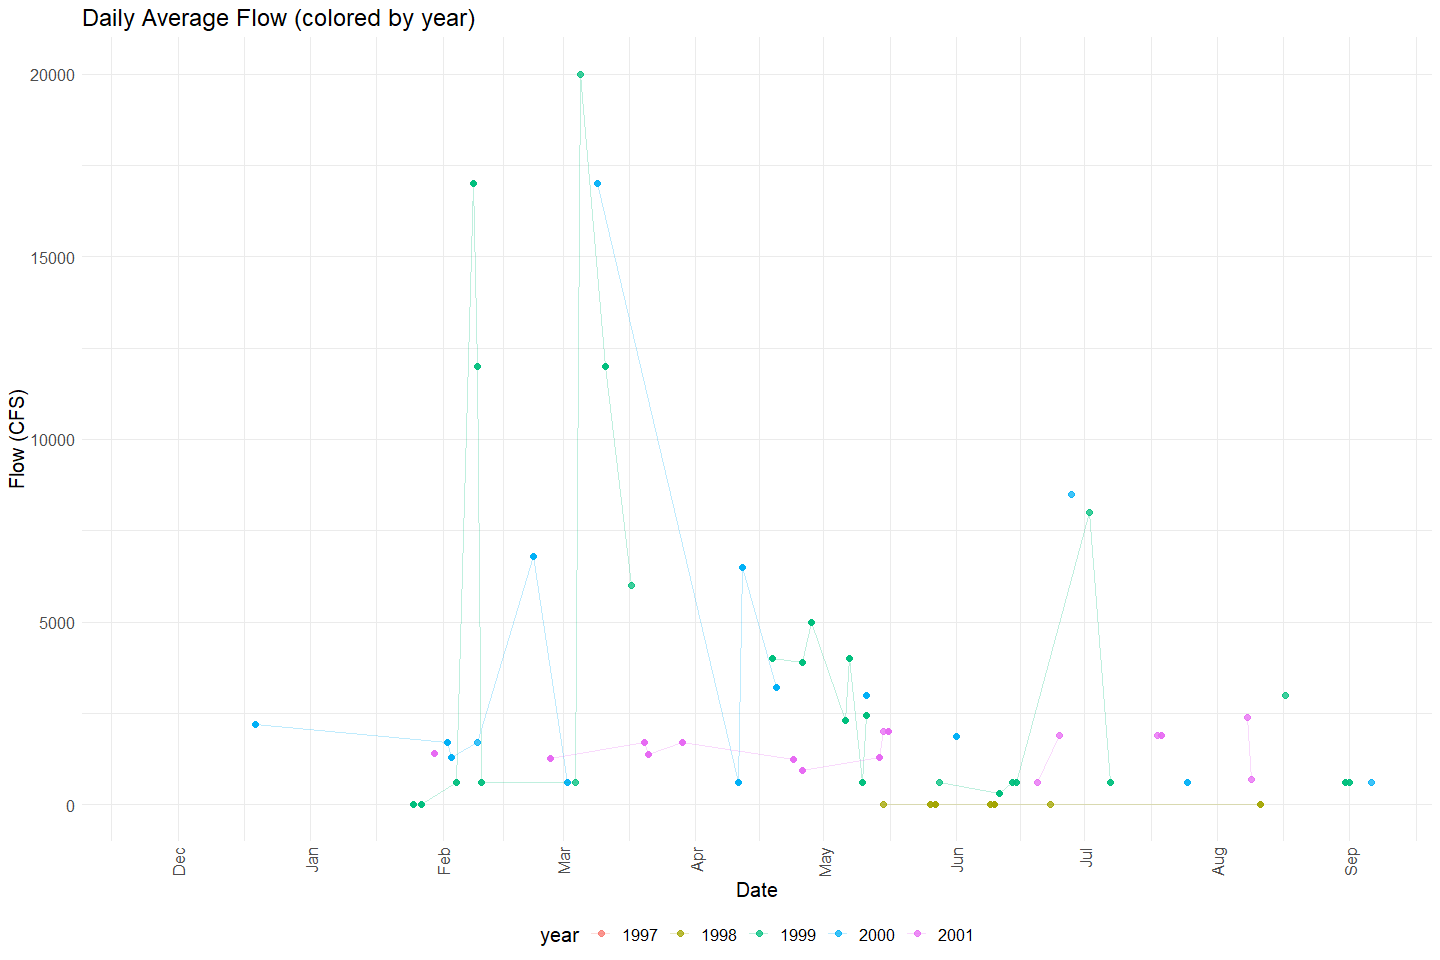 Daily Average Flow (colored by year)
20000
15000
10000
5000
0
Flow (CFS)
Dec Jan Feb Mar Apr May Jun Jul Aug Sep
Date
year 1997 1998 1999 2000 2001